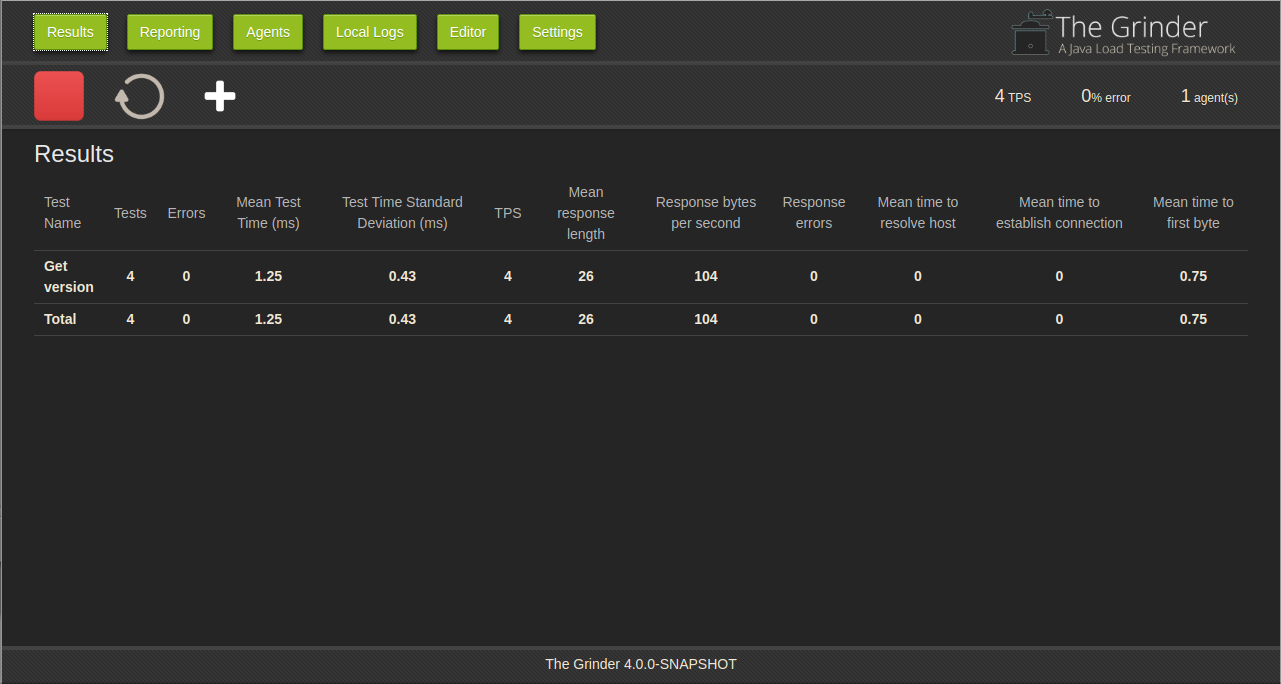 Results Reporting Agents Local Logs Editor Settings
The Grinder
A Java Load Testing Framework
4 TPS 0% error 1 agent(s)
Results
Test Name Tests Errors Mean Test Time (ms) Test Time Standard Deviation (ms) TPS Mean response length Response bytes per second Response errors Mean time to resolve host Mean time to establish connection Mean time to first byte
Get version 4 0 1.25 0.43 4 26 104 0 0 0 0.75
Total 4 0 1.25 0.43 4 26 104 0 0 0 0.75
The Grinder 4.0.0-SNAPSHOT